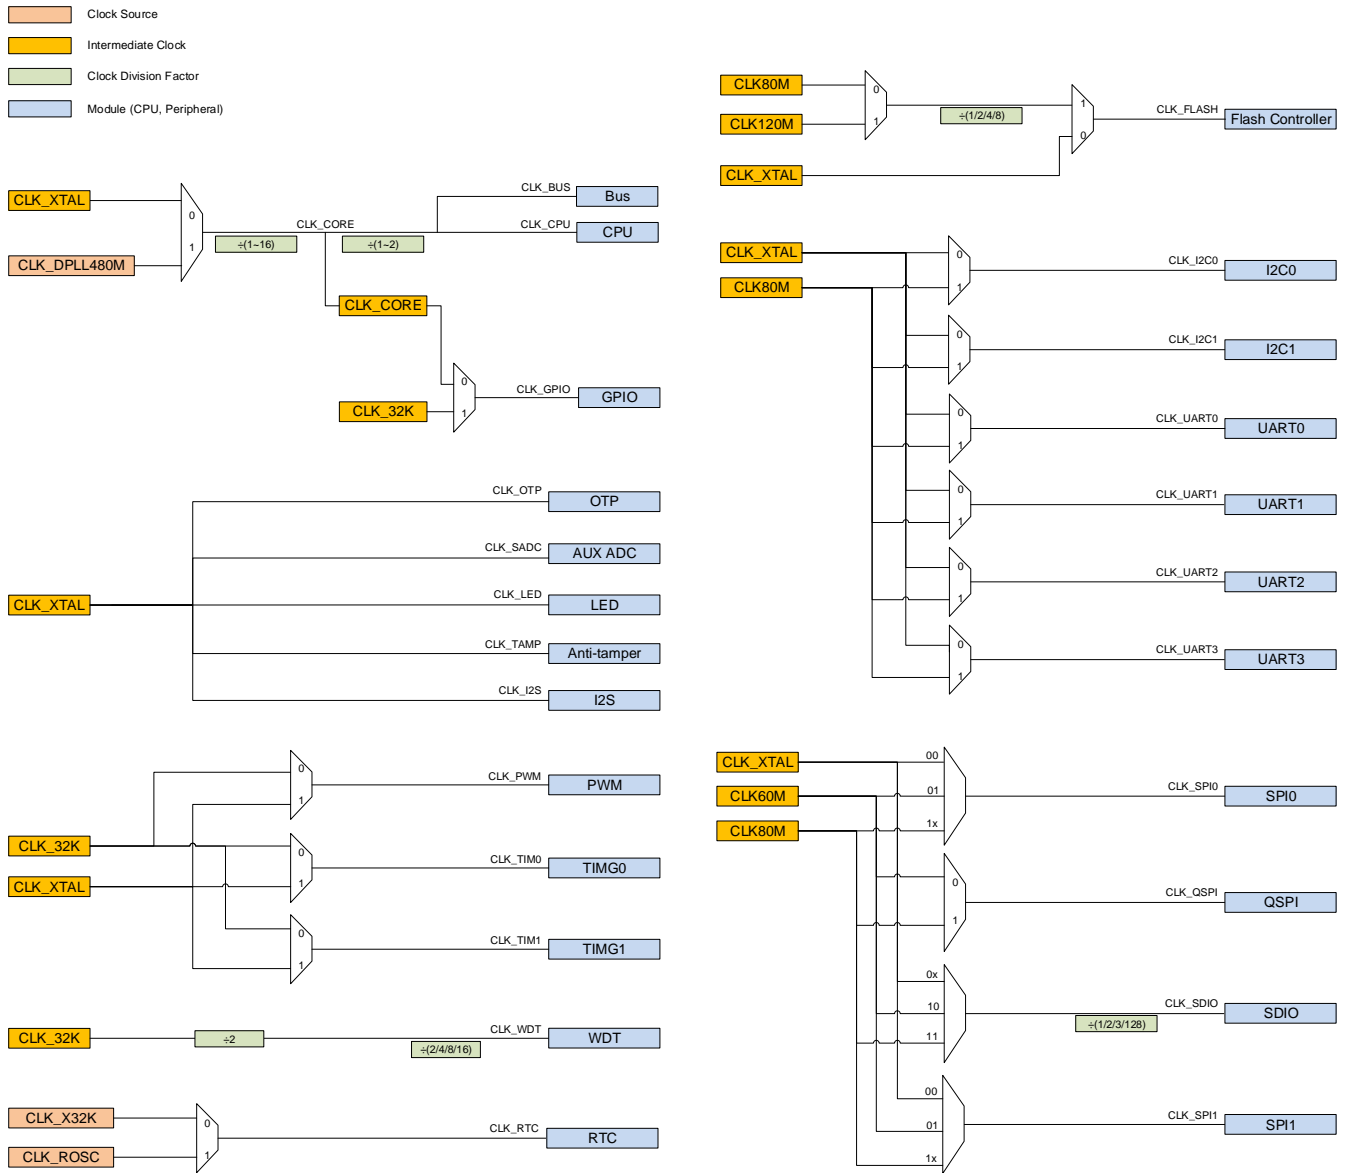 Clock Source
Intermediate Clock
Clock Division Factor
Module (CPU, Peripheral)
CLK_XTAL
CLK_DPLL480M
0
1
÷(1~16)
CLK_CORE
÷(1~2)
CLK_BUS
Bus
CLK_CPU
CPU
CLK_CORE
CLK_32K
0
1
CLK_GPIO
GPIO
CLK_XTAL
CLK_OTP
OTP
CLK_SADC
AUX ADC
CLK_LED
LED
CLK_TAMP
Anti-tamper
CLK_I2S
I2S
CLK_32K
CLK_XTAL
0
1
CLK_PWM
PWM
0
1
CLK_TIM0
TIMG0
0
1
CLK_TIM1
TIMG1
CLK_32K
÷2
÷(2/4/8/16)
CLK_WDT
WDT
CLK_X32K
CLK_ROSC
0
1
CLK_RTC
RTC
CLK80M
CLK120M
CLK_XTAL
0
1
÷(1/2/4/8)
1
0
CLK_FLASH
Flash Controller
CLK_XTAL
CLK80M
0
1
CLK_I2C0
I2C0
0
1
CLK_I2C1
I2C1
0
1
CLK_UART0
UART0
0
1
CLK_UART1
UART1
0
1
CLK_UART2
UART2
0
1
CLK_UART3
UART3
CLK_XTAL
CLK60M
CLK80M
00
01
1x
CLK_SPI0
SPI0
0
1
CLK_QSPI
QSPI
0x
10
11
÷(1/2/3/128)
CLK_SDIO
SDIO
00
01
1x
CLK_SPI1
SPI1